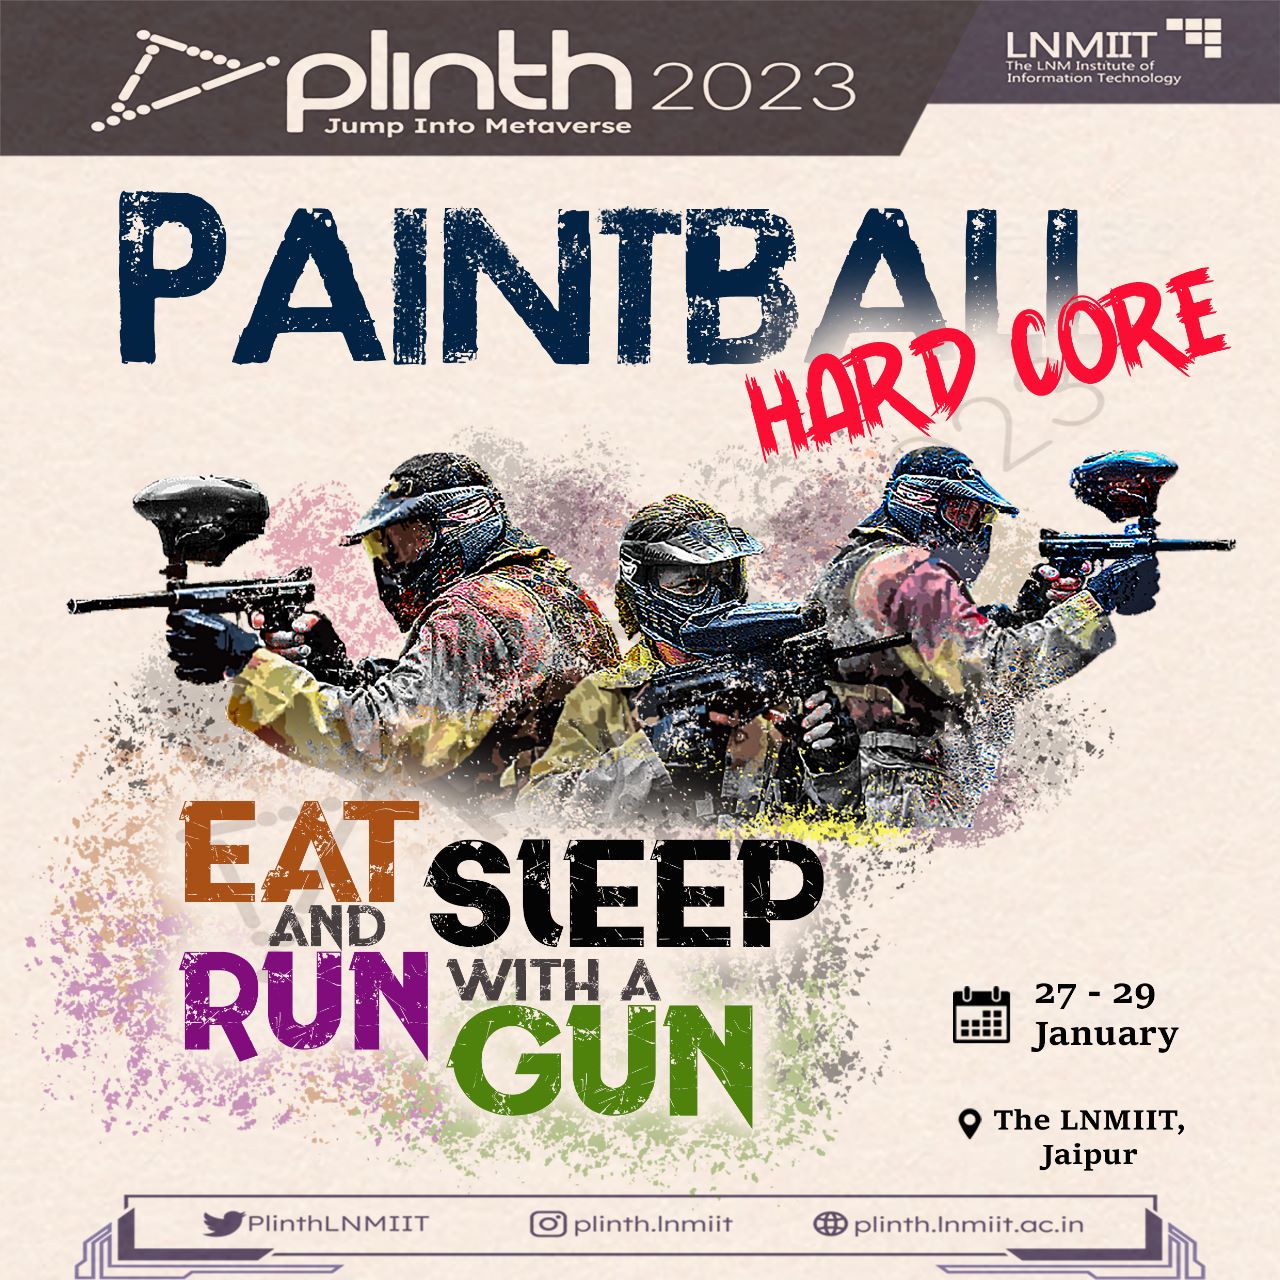 plinth 2023
Jump Into Metaverse
LNMIIT
The LNM Institute of
Information Technology
PAINTBALL
HARD CORE
EAT
AND
RUN
SlEEP
WITH A
GUN
27 - 29
January
The LNMIIT,
Jaipur
PlinthLNMIIT
plinth.lnmiit
plinth.lnmiit.ac.in